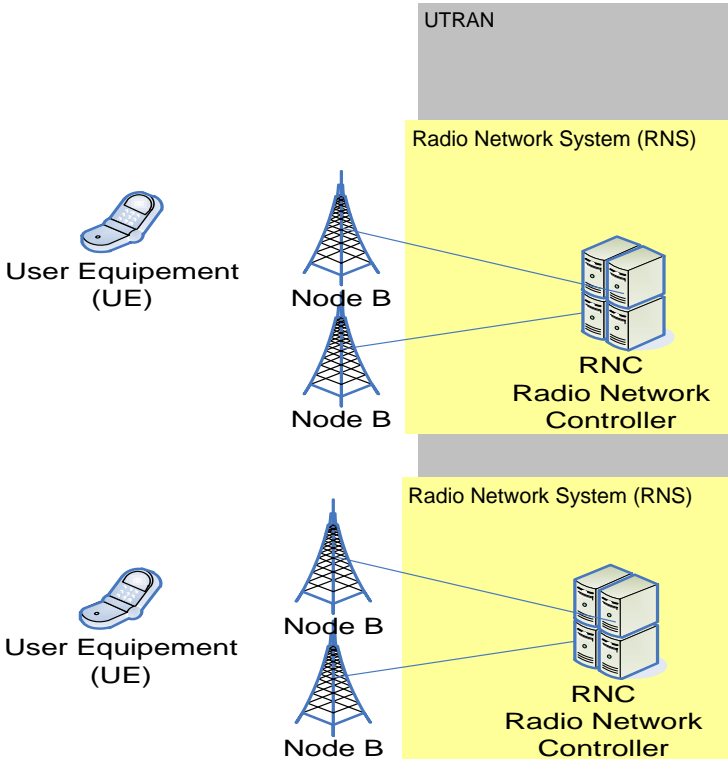 UTRAN
Radio Network System (RNS)
User Equipement
(UE)
Node B
Node B
RNC
Radio Network
Controller
Radio Network System (RNS)
User Equipement
(UE)
Node B
Node B
RNC
Radio Network
Controller